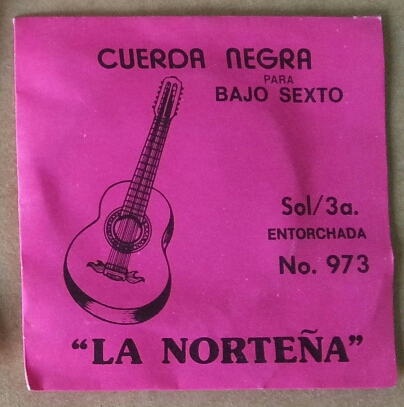 CUERDA NEGRA
PARA
BAJO SEXTO
Sol/3a.
ENTORCHADA
No. 973
"LA NORTEÑA"